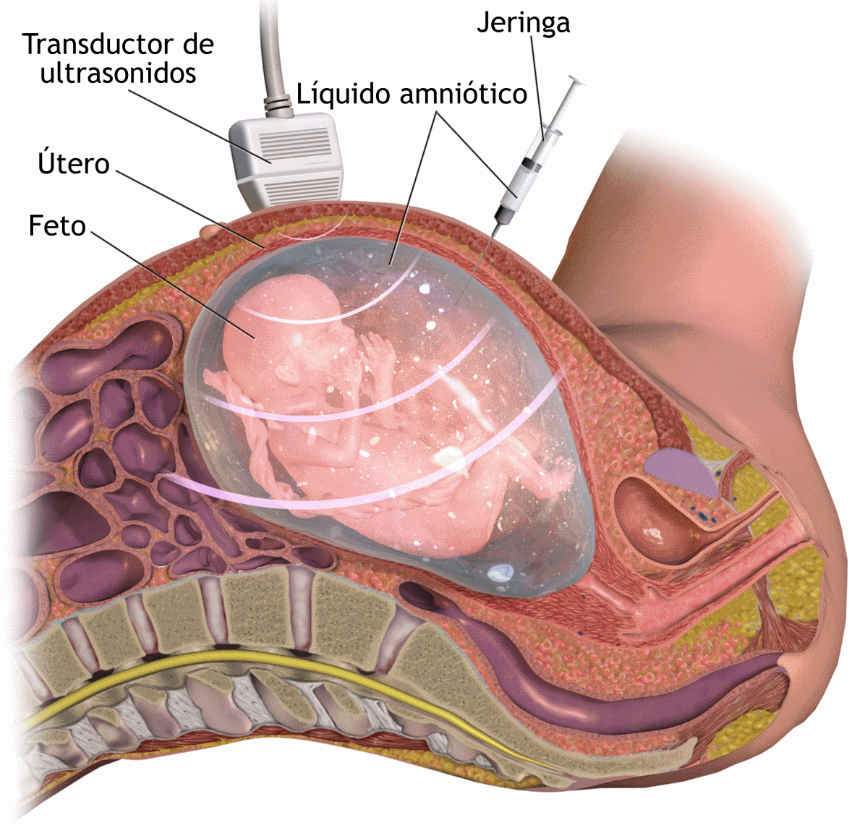 Jeringa
Transductor de
ultrasonidos
Líquido amniótico
Útero
Feto